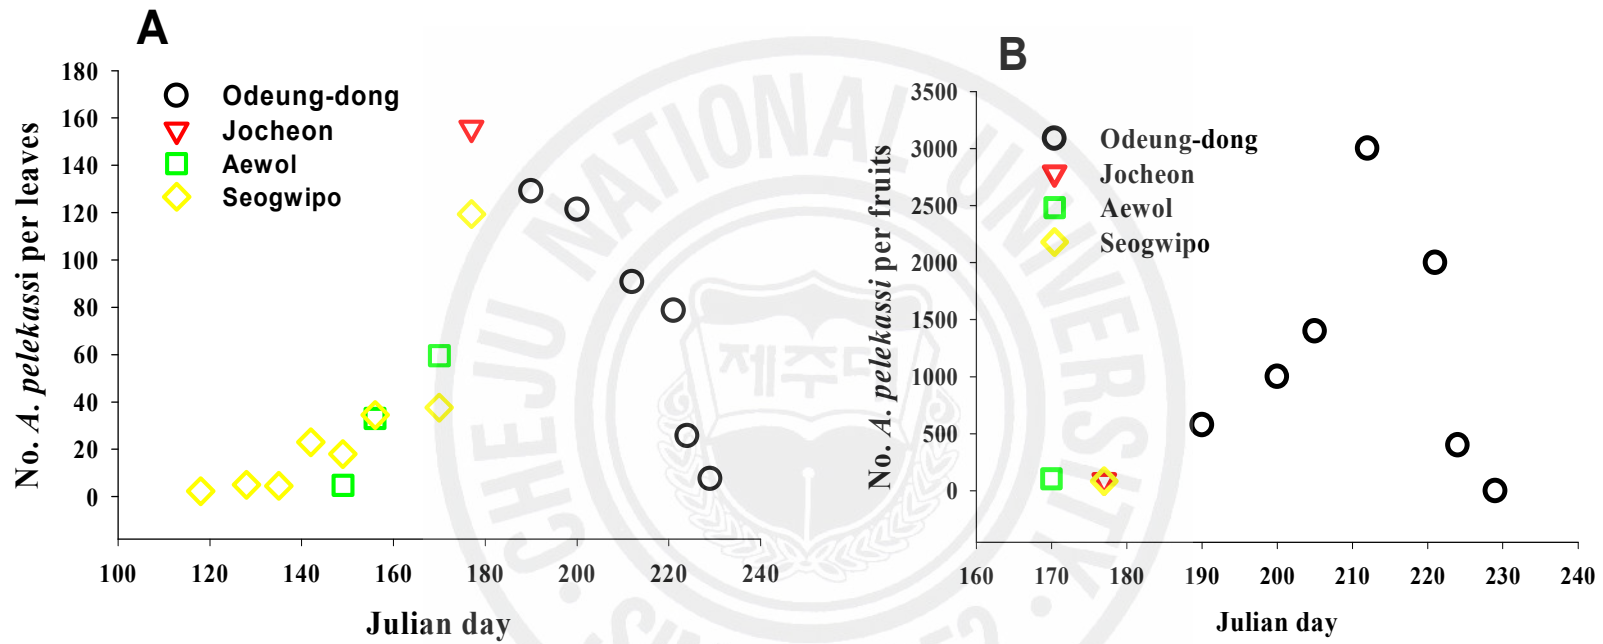 A
180
160
140
120
100
80
60
40
20
0
No. A. pelekassi per leaves
Odeung-dong
Jocheon
Aewol
Seogwipo
100 120 140 160 180 200 220 240
Julian day
B
3500
3000
2500
2000
1500
1000
500
0
No. A. pelekassi per fruits
Odeung-dong
Jocheon
Aewol
Seogwipo
160 170 180 190 200 210 220 230 240
Julian day
CHEJU NATIONAL UNIVERSITY
제주대